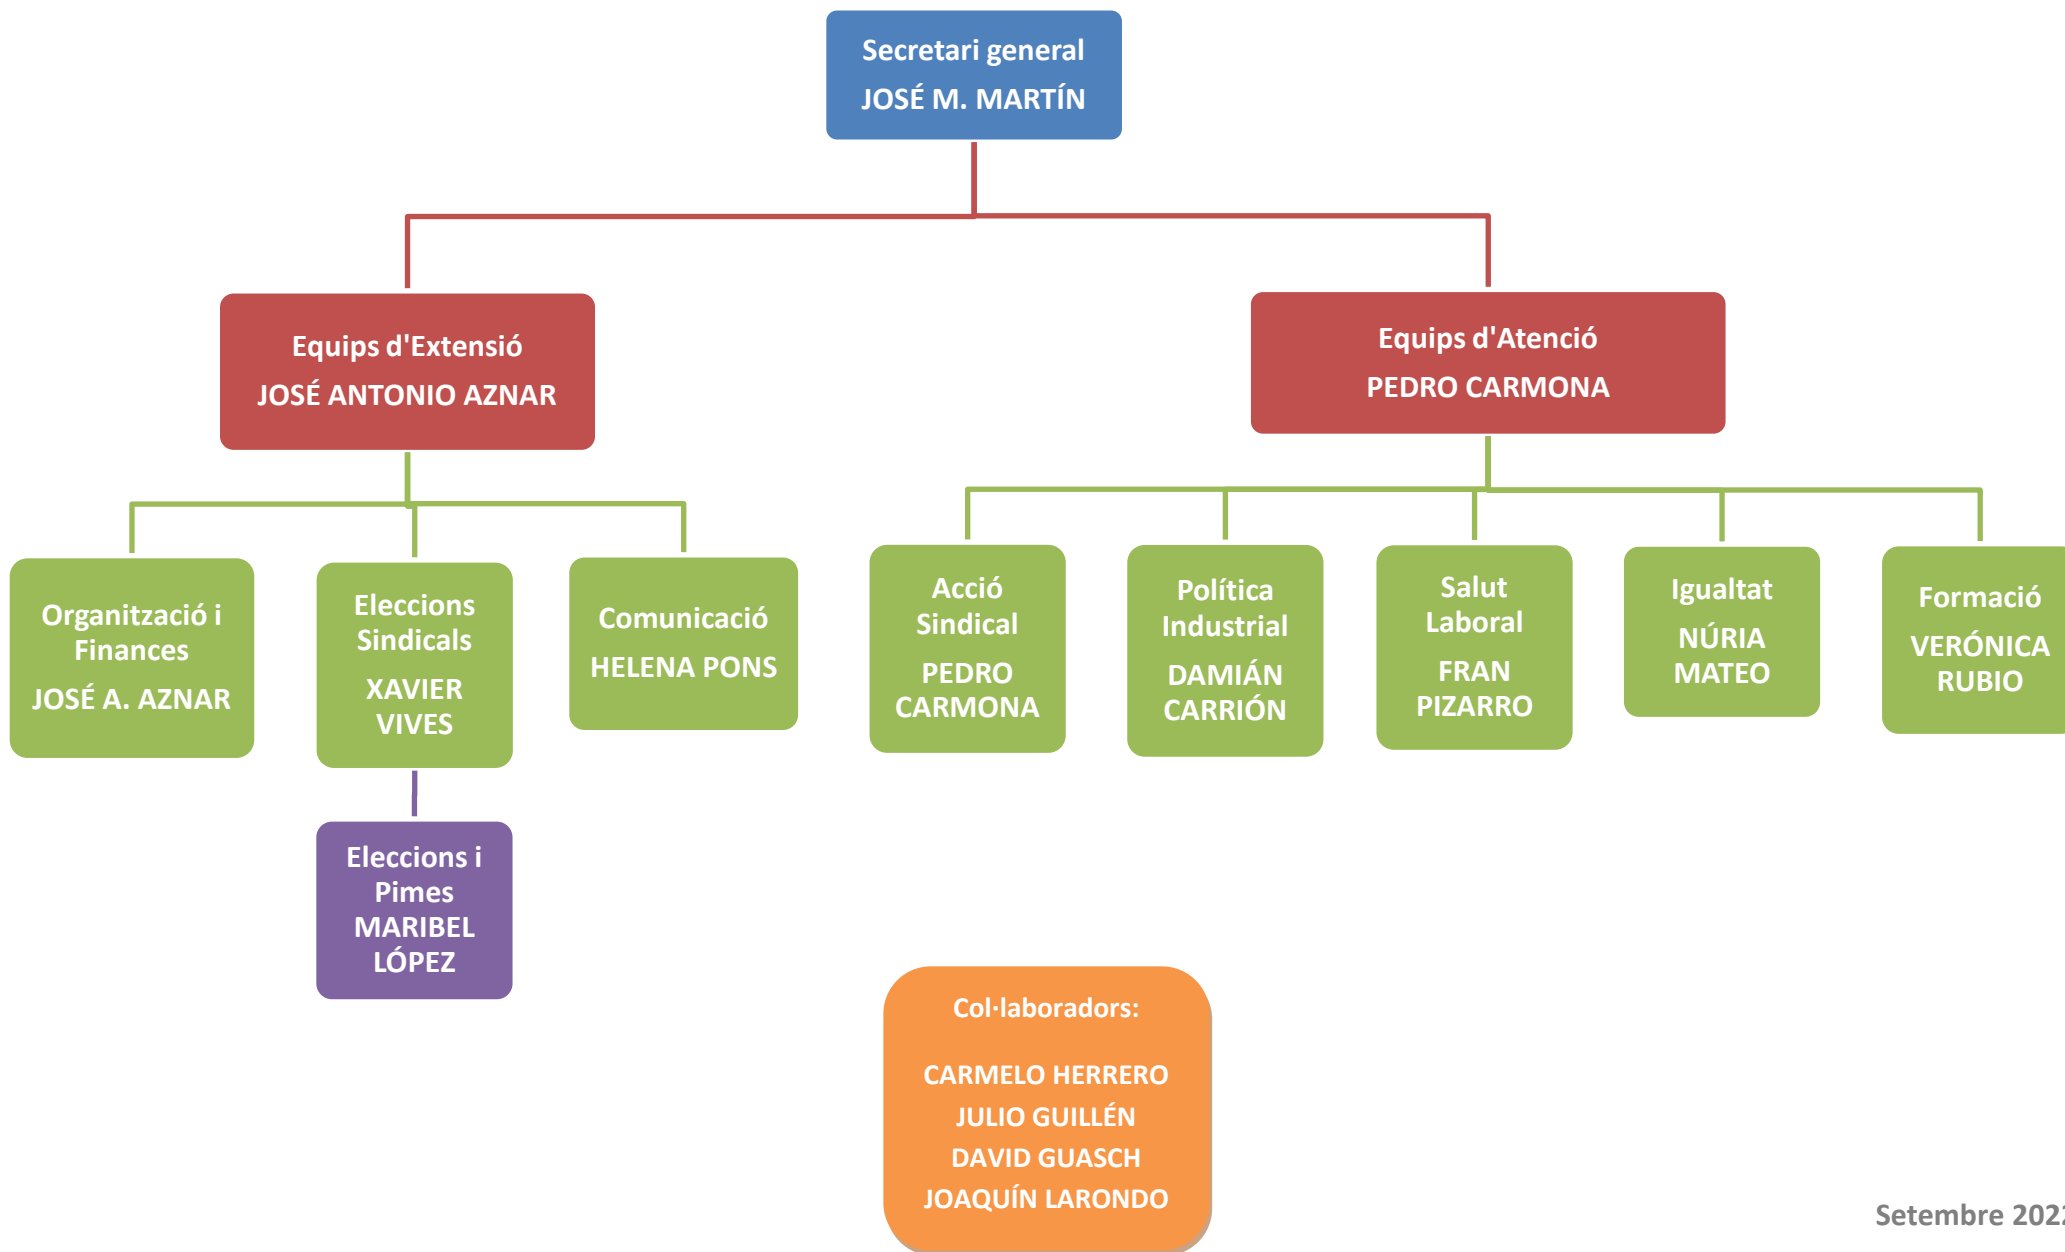 Secretari general
JOSÉ M. MARTÍN
Equips d'Extensió
JOSÉ ANTONIO AZNAR
Equips d'Atenció
PEDRO CARMONA
Organització i
Finances
JOSÉ A. AZNAR
Eleccions
Sindicals
XAVIER
VIVES
Comunicació
HELENA PONS
Acció
Sindical
PEDRO
CARMONA
Política
Industrial
DAMIÁN
CARRIÓN
Salut
Laboral
FRAN
PIZARRO
Igualtat
NÚRIA
MATEO
Formació
VERÓNICA
RUBIO
Eleccions i
Pimes
MARIBEL
LÓPEZ
Col·laboradors:
CARMELO HERRERO
JULIO GUILLÉN
DAVID GUASCH
JOAQUÍN LARONDO
Setembre 2022